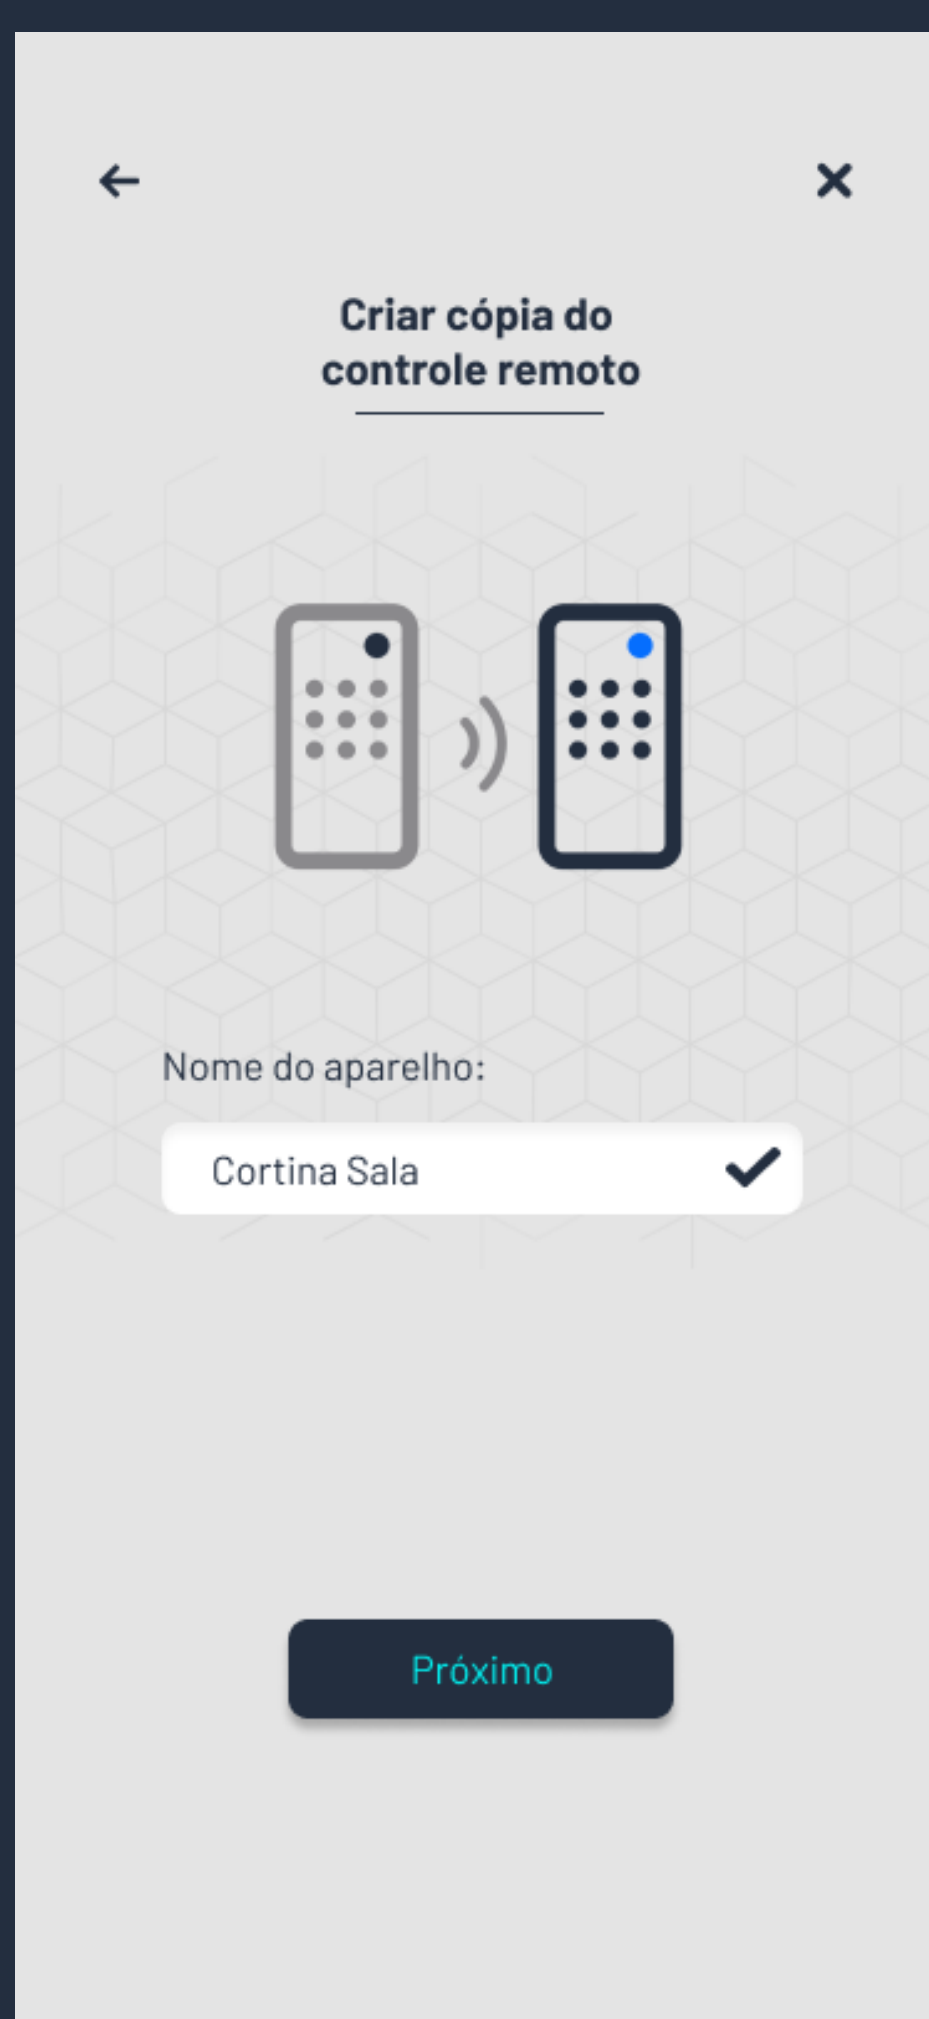 Criar cópia do
controle remoto
Nome do aparelho:
Cortina Sala
Próximo